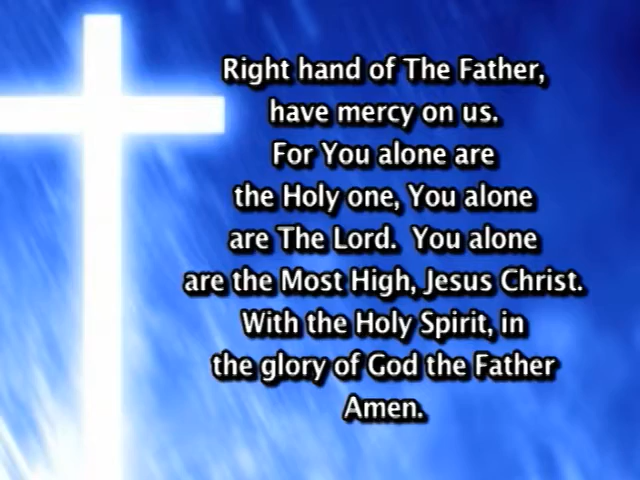 Right hand of The Father,
have mercy on us.
For You alone are
the Holy one, You alone
are The Lord.  You alone
are the Most High, Jesus Christ.
With the Holy Spirit, in
the glory of God the Father
Amen.